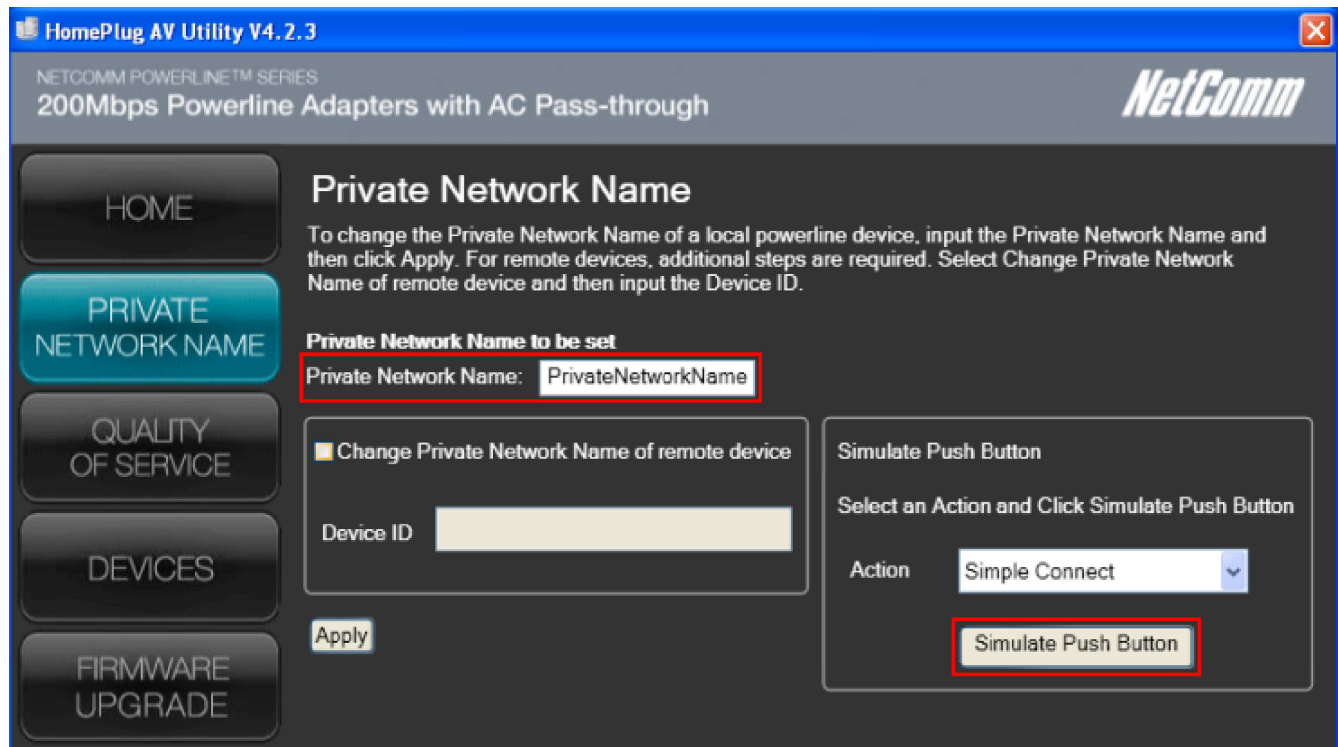 HomePlug AV Utility V4.2.3
NETCOMM POWERLINE™ SERIES
200Mbps Powerline Adapters with AC Pass-through
NetComm
HOME
PRIVATE
NETWORK NAME
QUALITY
OF SERVICE
DEVICES
FIRMWARE
UPGRADE
Private Network Name
To change the Private Network Name of a local powerline device, input the Private Network Name and
then click Apply. For remote devices, additional steps are required. Select Change Private Network
Name of remote device and then input the Device ID.
Private Network Name to be set
Private Network Name: PrivateNetworkName
Change Private Network Name of remote device
Device ID
Apply
Simulate Push Button
Select an Action and Click Simulate Push Button
Action Simple Connect
Simulate Push Button